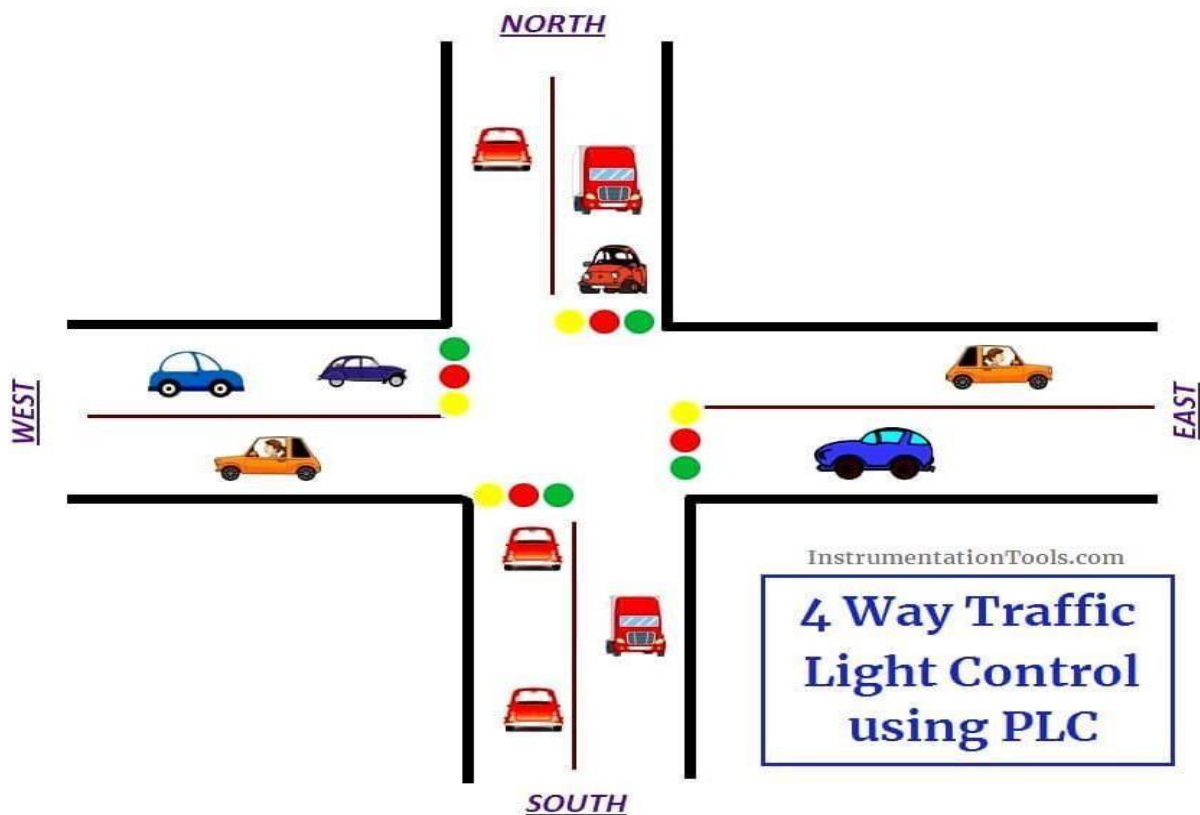 NORTH
WEST
EAST
InstrumentationTools.com
4 Way Traffic
Light Control
using PLC
SOUTH